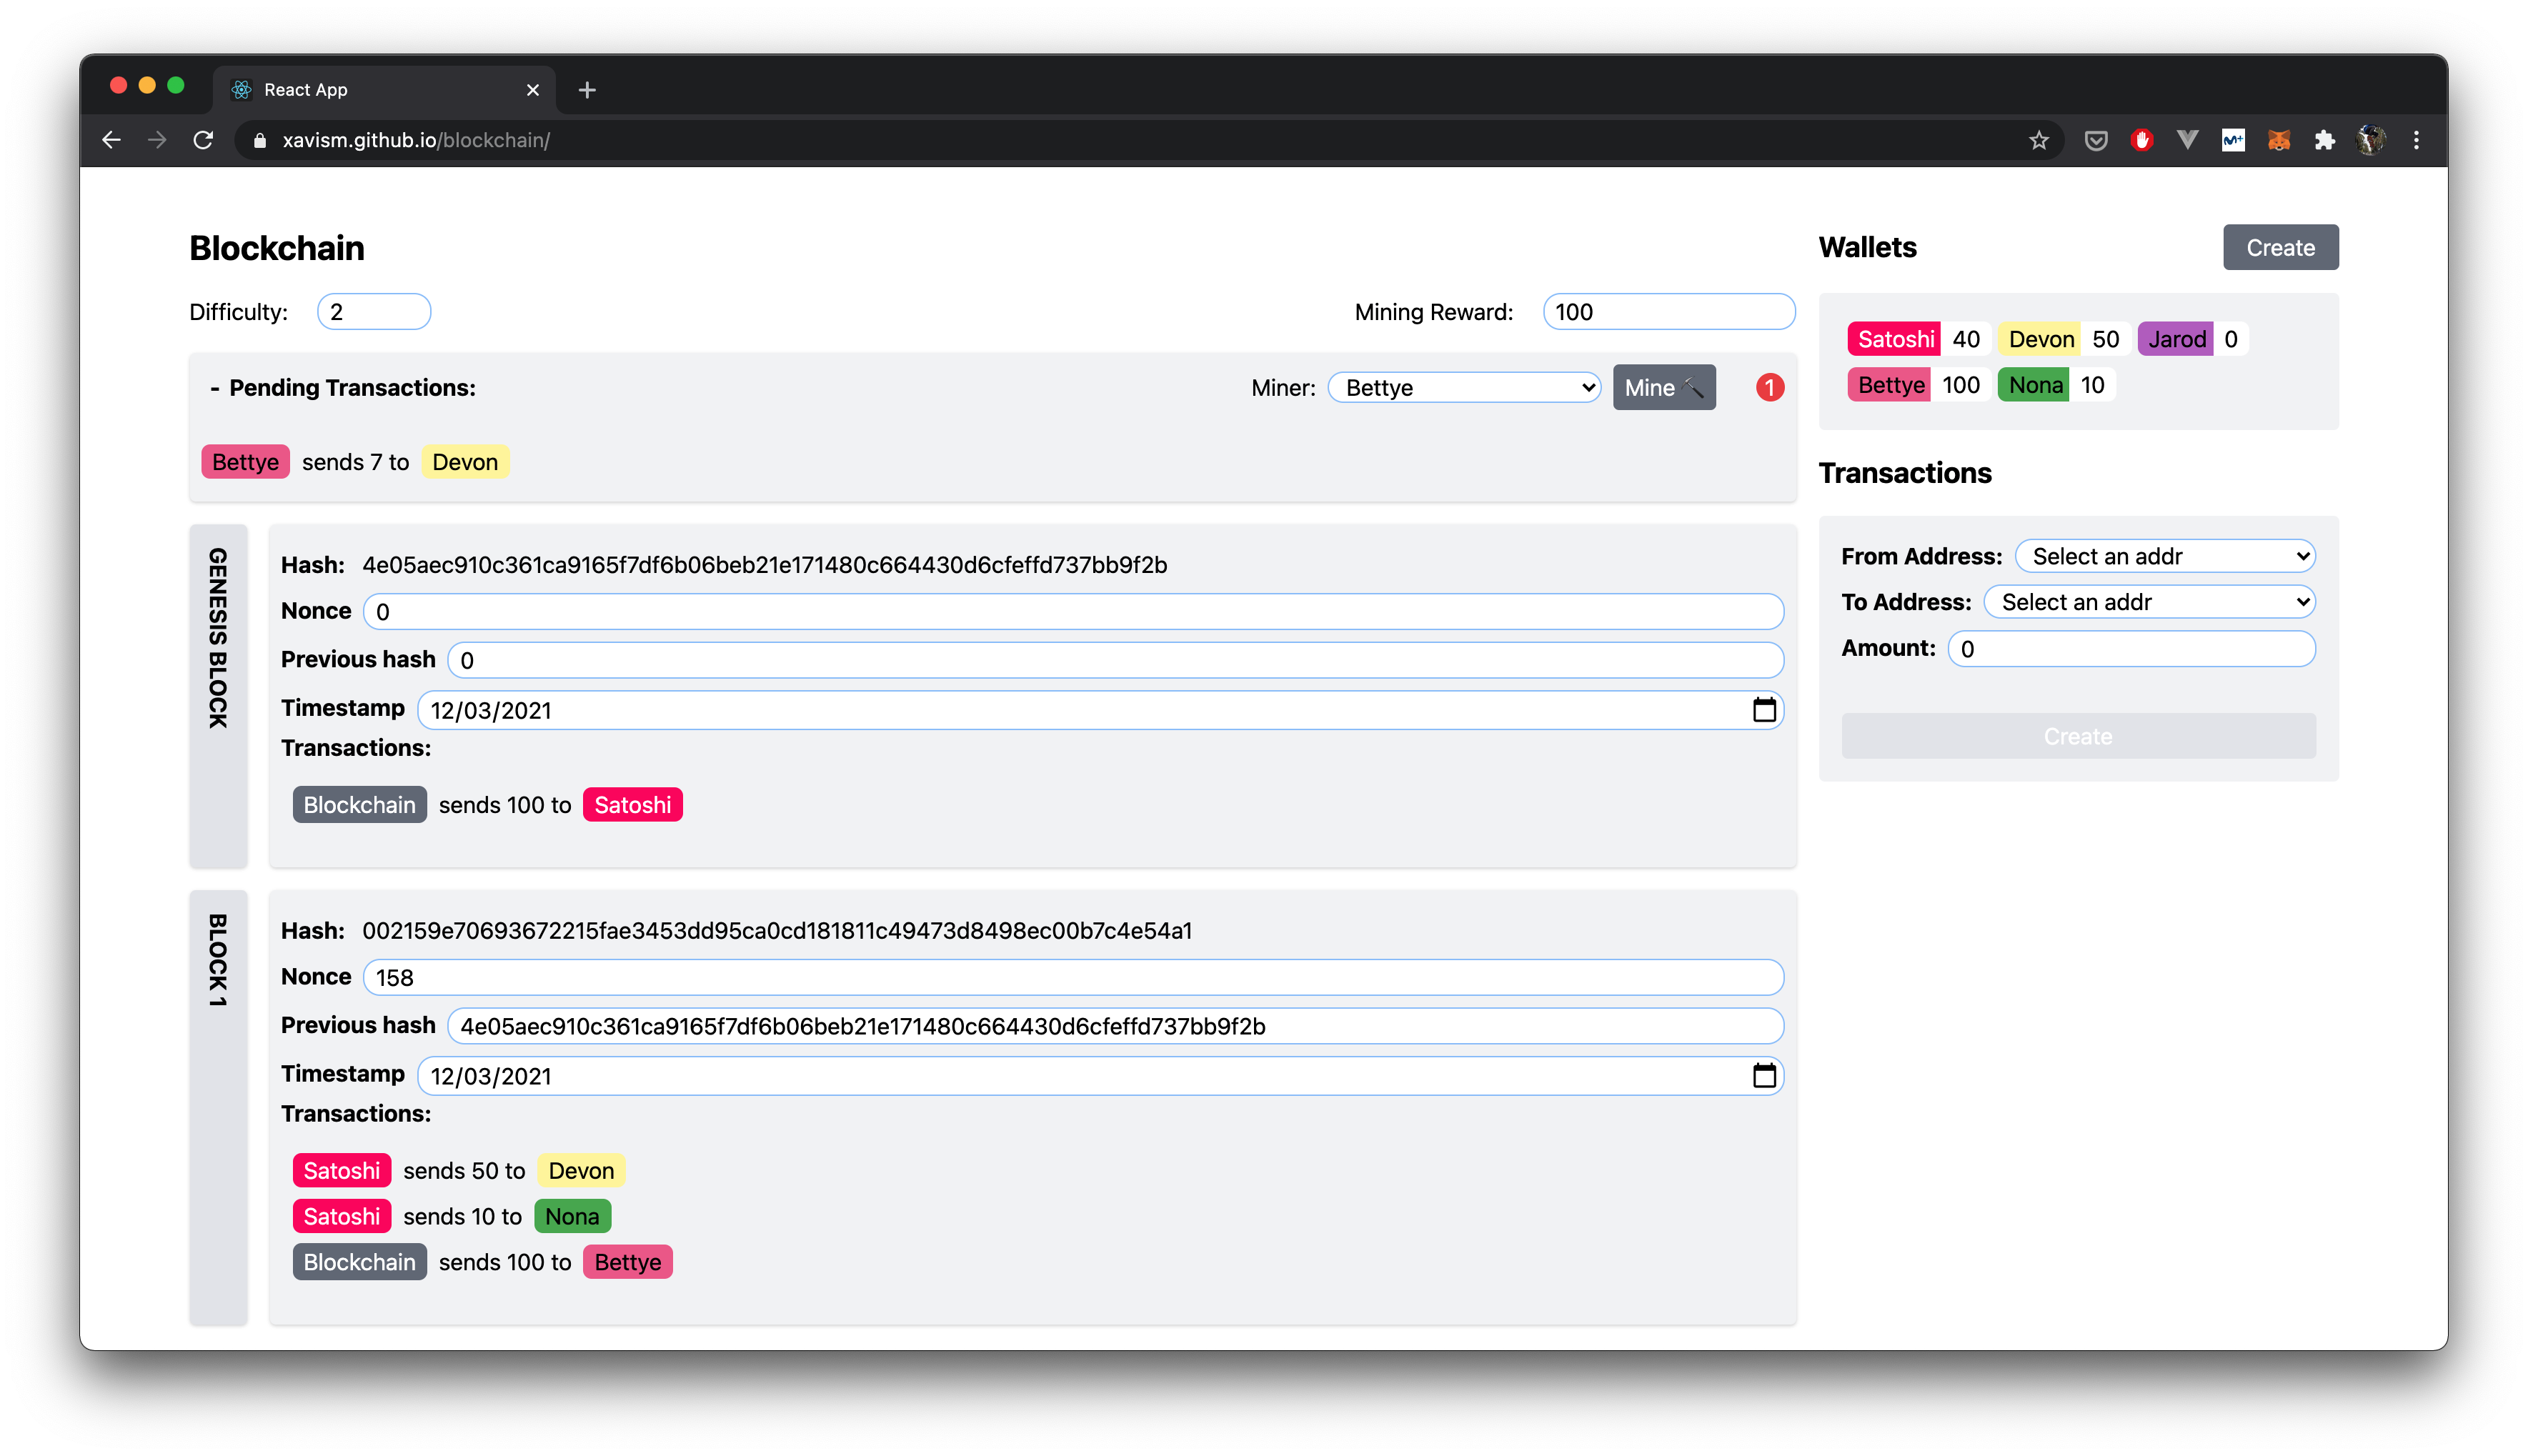 React App
xavism.github.io/blockchain/
Blockchain
Difficulty: 2
Mining Reward: 100
- Pending Transactions:
Miner: Bettye
Mine
1
Bettye sends 7 to Devon
GENESIS BLOCK
Hash: 4e05aec910c361ca9165f7df6b06beb21e171480c664430d6cfeffd737bb9f2b
Nonce 0
Previous hash 0
Timestamp 12/03/2021
Transactions:
Blockchain sends 100 to Satoshi
BLOCK 1
Hash: 002159e70693672215fae3453dd95ca0cd181811c49473d8498ec00b7c4e54a1
Nonce 158
Previous hash 4e05aec910c361ca9165f7df6b06beb21e171480c664430d6cfeffd737bb9f2b
Timestamp 12/03/2021
Transactions:
Satoshi sends 50 to Devon
Satoshi sends 10 to Nona
Blockchain sends 100 to Bettye
Wallets
Create
Satoshi 40 Devon 50 Jarod 0
Bettye 100 Nona 10
Transactions
From Address: Select an addr
To Address: Select an addr
Amount: 0
Create